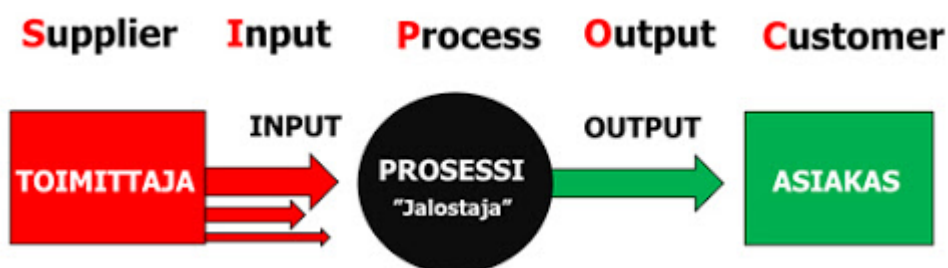 Supplier Input Process Output Customer
INPUT OUTPUT
TOIMITTAJA PROSESSI ASIAKAS
"Jalostaja"